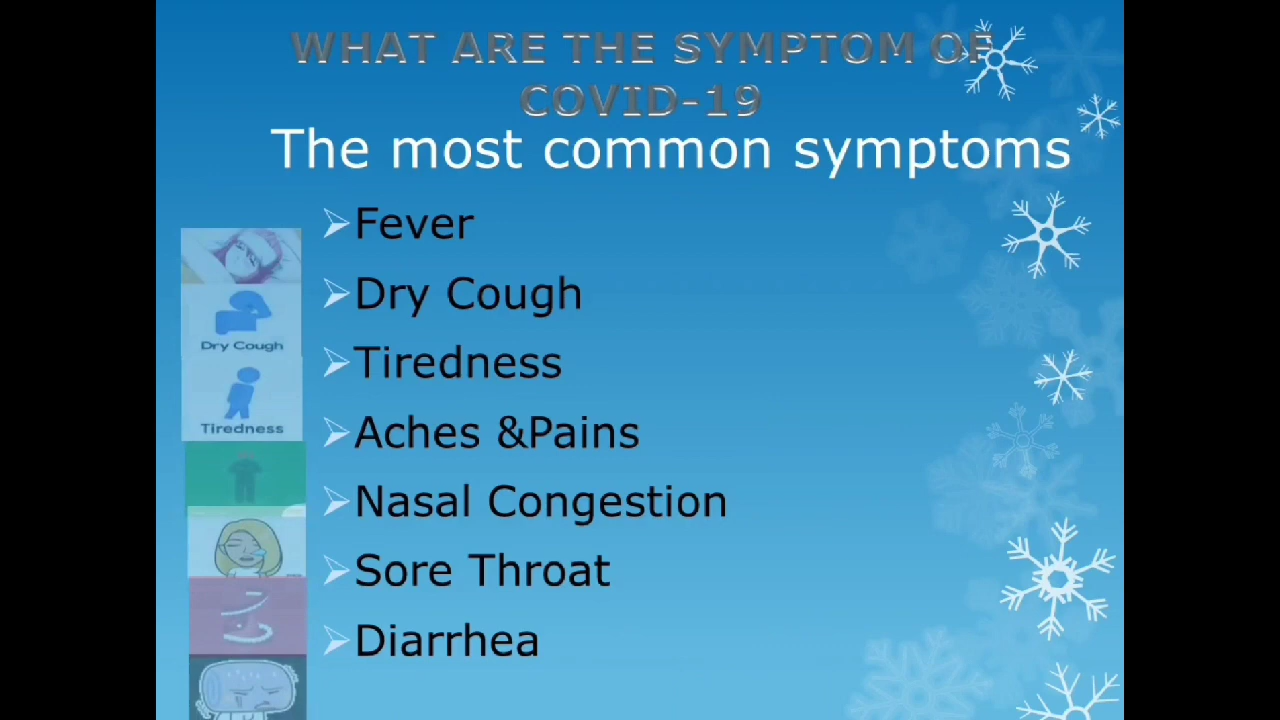 WHAT ARE THE SYMPTOM OF
COVID-19
The most common symptoms
Fever
Dry Cough
Tiredness
Aches &Pains
Nasal Congestion
Sore Throat
Diarrhea
Dry Cough
Tiredness